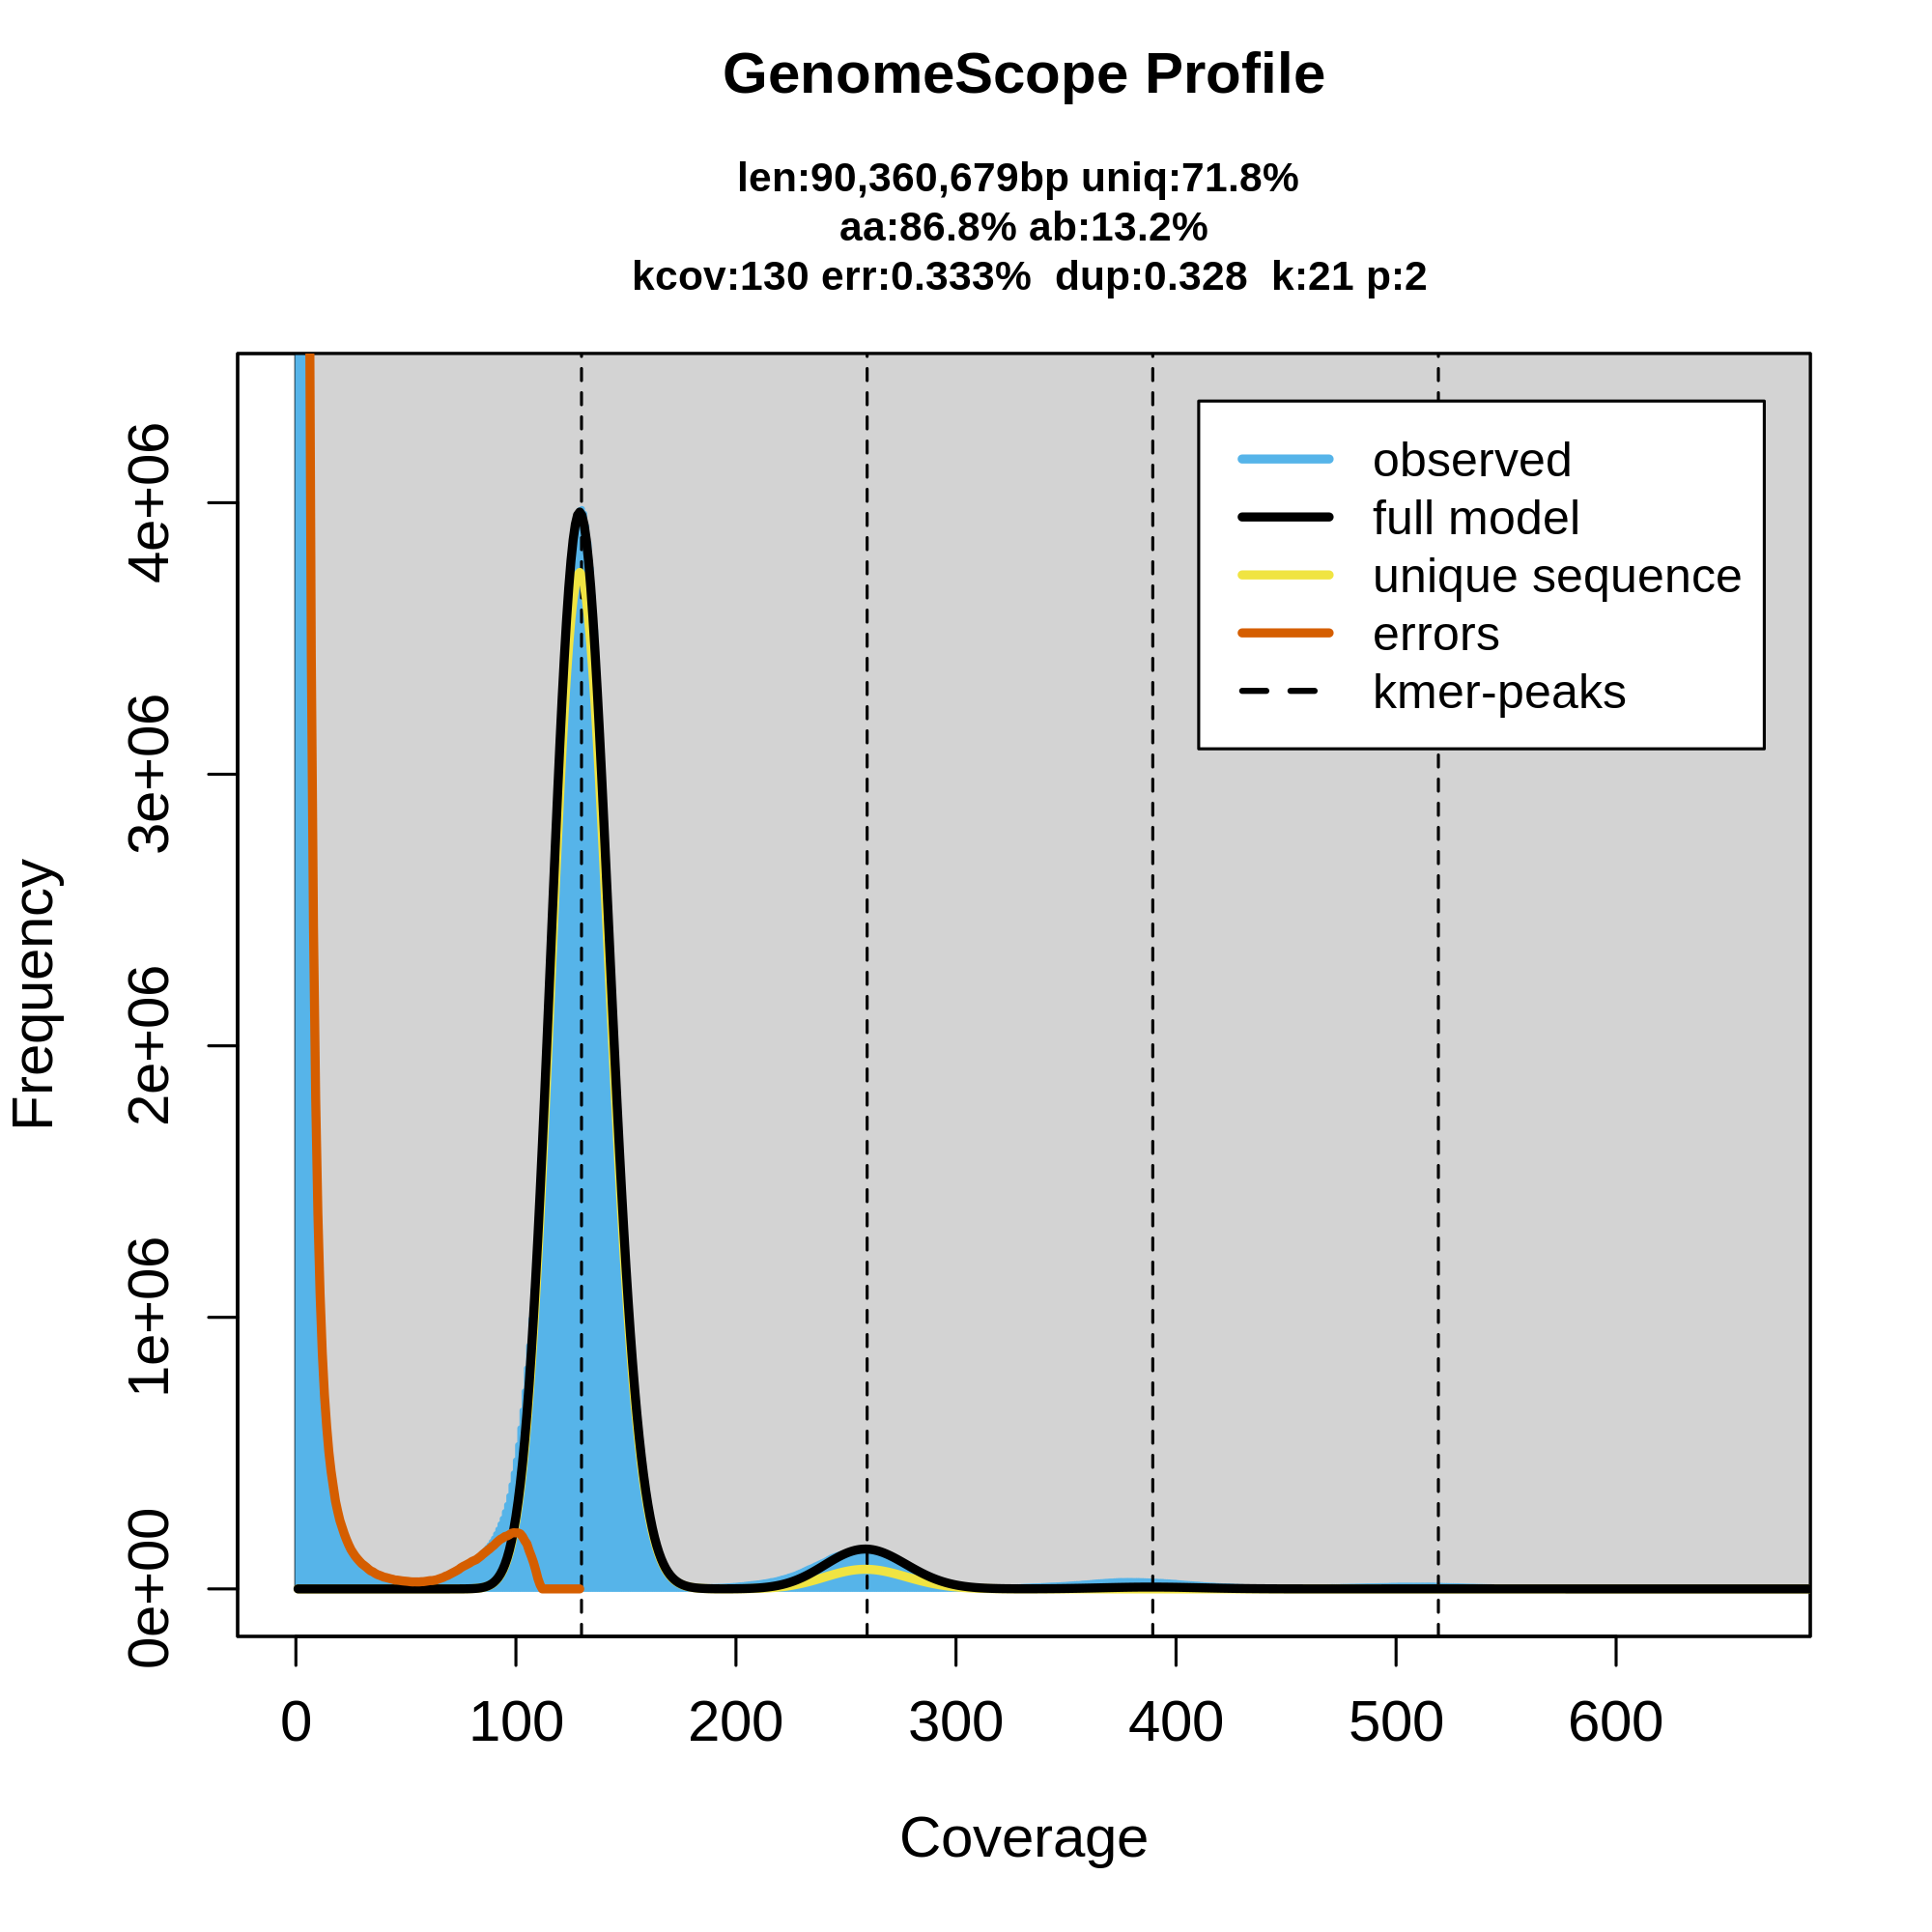 GenomeScope Profile
len:90,360,679bp uniq:71.8%
aa:86.8% ab:13.2%
kcov:130 err:0.333% dup:0.328 k:21 p:2
observed
full model
unique sequence
errors
kmer-peaks
Frequency
4e+06
3e+06
2e+06
1e+06
0e+00
0 100 200 300 400 500 600
Coverage